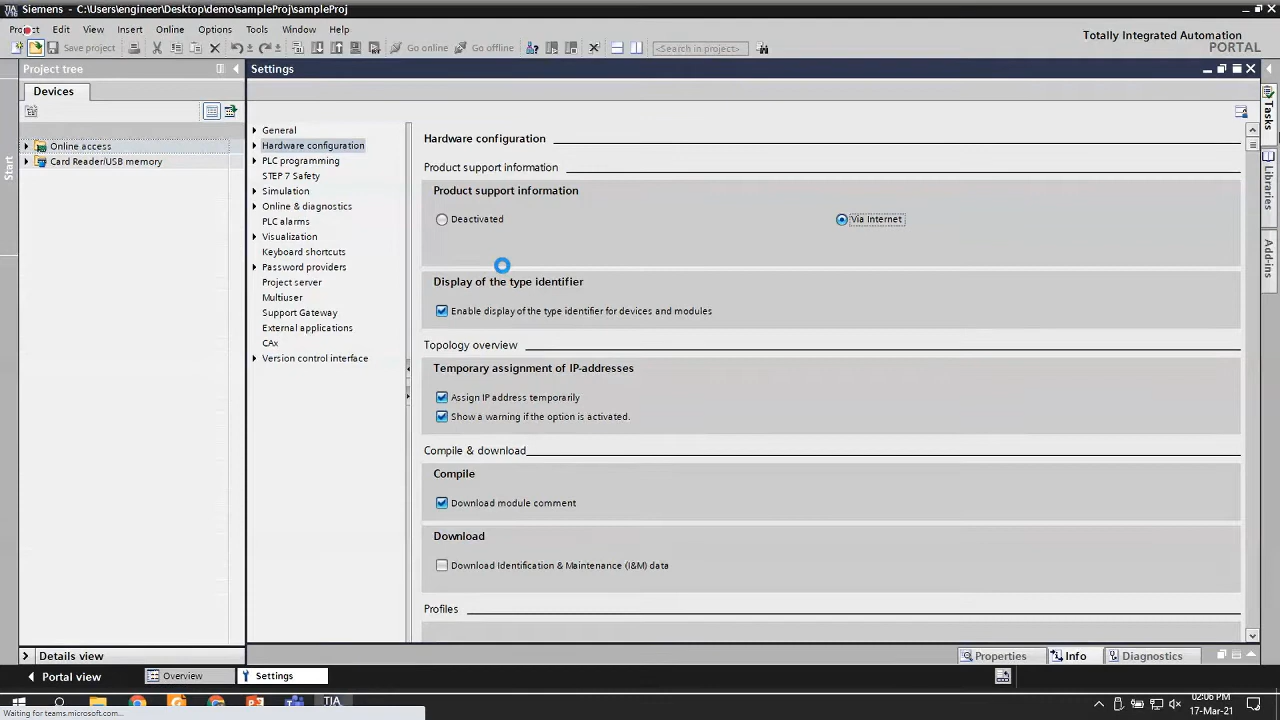 Siemens - C:\Users\engineer\Desktop\demo\sampleProj\sampleProj
Project Edit View Insert Online Options Tools Window Help
Totally Integrated Automation
PORTAL
Save project
Go online
Go offline
<Search in project>
Project tree
Settings
Devices
Start
Online access
Card Reader/USB memory
General
Hardware configuration
PLC programming
STEP 7 Safety
Simulation
Online & diagnostics
PLC alarms
Visualization
Keyboard shortcuts
Password providers
Project server
Multiuser
Support Gateway
External applications
CAx
Version control interface
Hardware configuration
Product support information
Product support information
Deactivated
Via Internet
Display of the type identifier
Enable display of the type identifier for devices and modules
Topology overview
Temporary assignment of IP-addresses
Assign IP address temporarily
Show a warning if the option is activated.
Compile & download
Compile
Download module comment
Download
Download Identification & Maintenance (I&M) data
Profiles
Tasks
Libraries
Add-ins
Details view
Properties
Info
Diagnostics
Portal view
Overview
Settings
Waiting for teams.microsoft.com...
02:06 PM
17-Mar-21